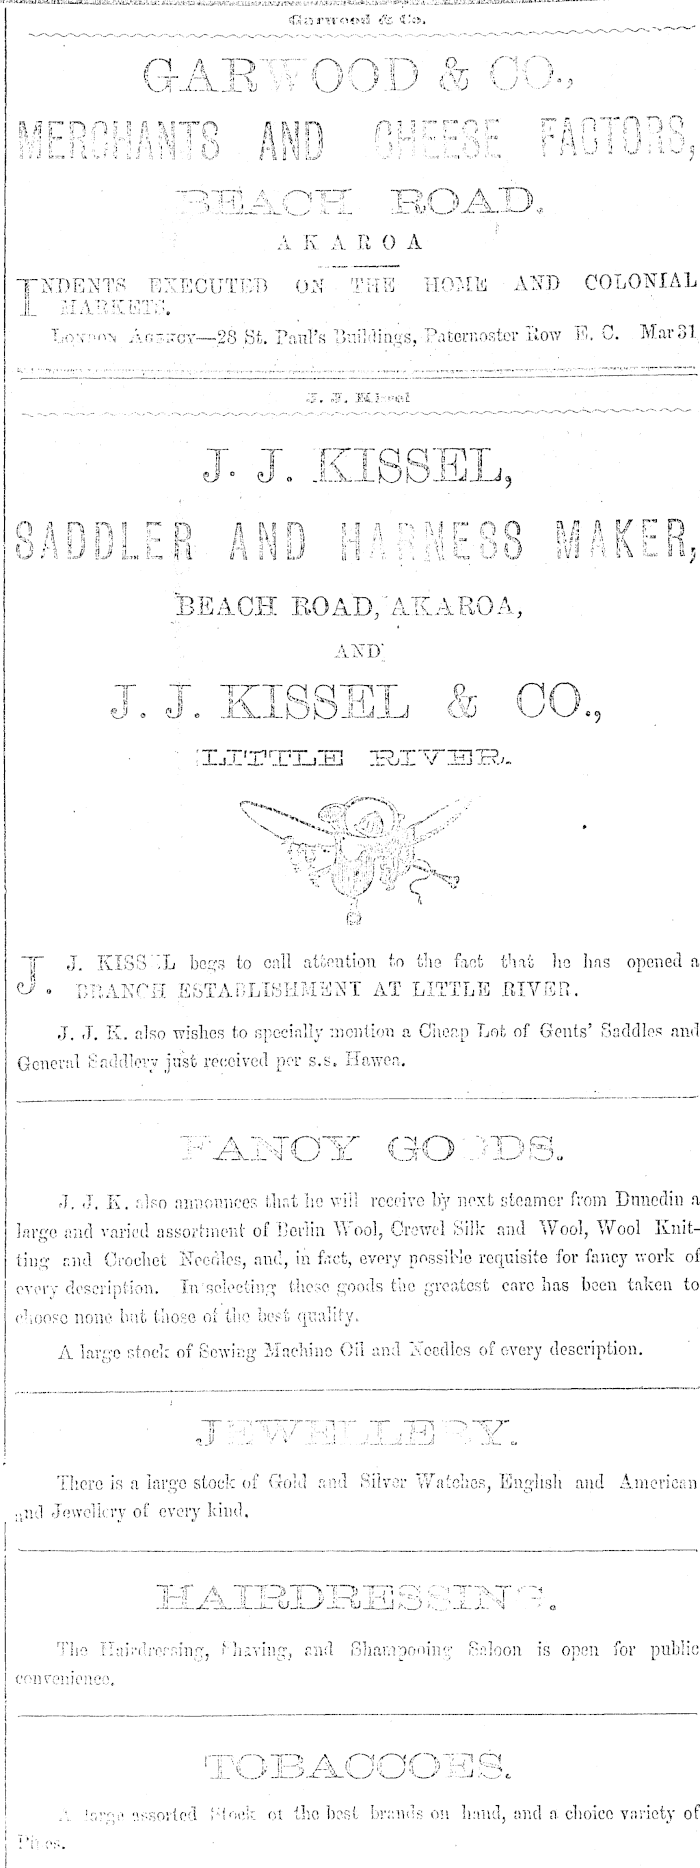 Garwood & Co.
GARWOOD & CO.,
MERCHANTS AND CHEESE FACTORS,
BEACH ROAD.
AKAROA
INDENTS EXECUTED ON THE HOME AND COLONIAL
MARKETS.
LONDON AGENCY—28 St. Paul's Buildings, Paternoster Row E. C. Mar 31
J. J. Kissel
J. J. KISSEL,
SADDLER AND HARNESS MAKER,
BEACH ROAD, AKAROA,
AND
J. J. KISSEL & CO.,
LITTLE RIVER.
J. J. KISSEL begs to call attention to the fact that he has opened a
BRANCH ESTABLISHMENT AT LITTLE RIVER.
J. J. K. also wishes to specially mention a Cheap Lot of Gents' Saddles and
General Saddlery just received per s.s. Hawea.
FANCY GOODS.
J. J. K. also announces that he will receive by next steamer from Dunedin a
large and varied assortment of Berlin Wool, Crewel Silk and Wool, Wool Knit-
ting and Crochet Needles, and, in fact, every possible requisite for fancy work of
every description. In selecting these goods the greatest care has been taken to
choose none but those of the best quality.
A large stock of Sewing Machine Oil and Needles of every description.
JEWELLERY.
There is a large stock of Gold and Silver Watches, English and American
and Jewellery of every kind.
HAIRDRESSING.
The Hairdressing, Shaving, and Shampooing Saloon is open for public
convenience.
TOBACCOES.
A large assorted Stock of the best brands on hand, and a choice variety of
Pipes.